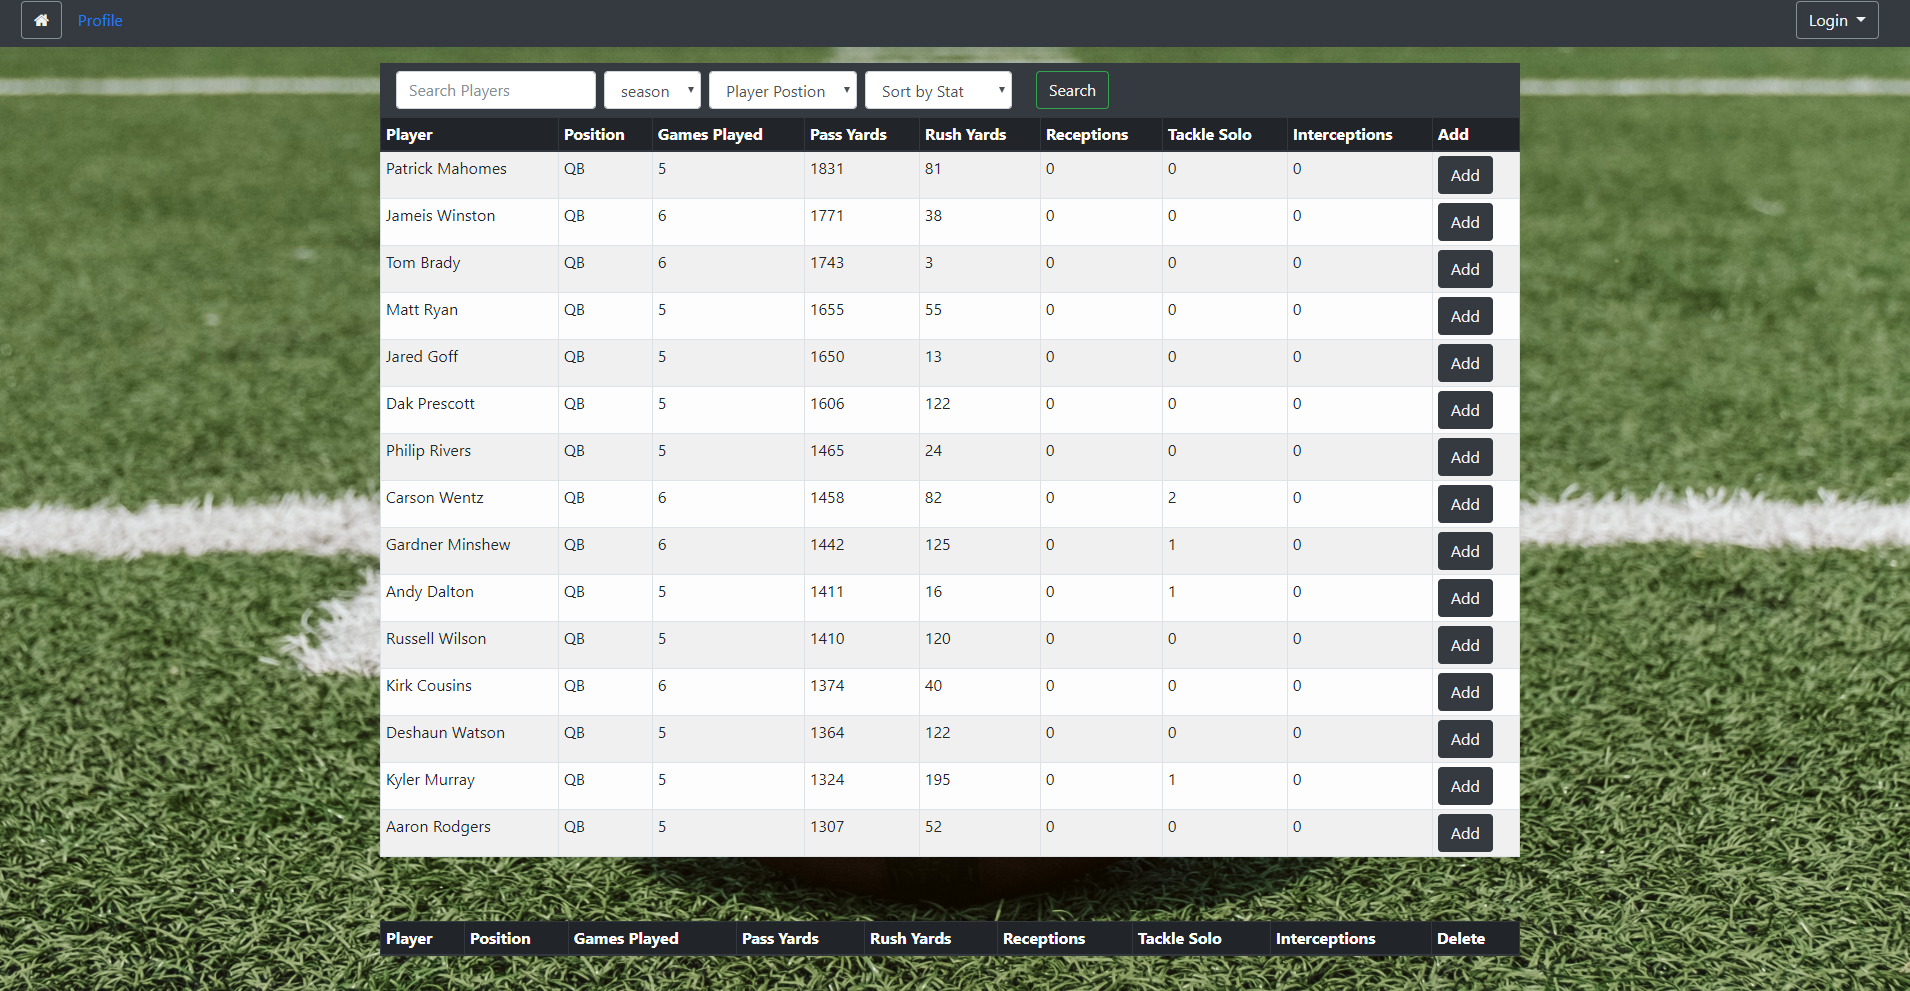 Profile Login
Search Players season Player Postion Sort by Stat Search
Player Position Games Played Pass Yards Rush Yards Receptions Tackle Solo Interceptions Add
Patrick Mahomes QB 5 1831 81 0 0 0 Add
Jameis Winston QB 6 1771 38 0 0 0 Add
Tom Brady QB 6 1743 3 0 0 0 Add
Matt Ryan QB 5 1655 55 0 0 0 Add
Jared Goff QB 5 1650 13 0 0 0 Add
Dak Prescott QB 5 1606 122 0 0 0 Add
Philip Rivers QB 5 1465 24 0 0 0 Add
Carson Wentz QB 6 1458 82 0 2 0 Add
Gardner Minshew QB 6 1442 125 0 1 0 Add
Andy Dalton QB 5 1411 16 0 1 0 Add
Russell Wilson QB 5 1410 120 0 0 0 Add
Kirk Cousins QB 6 1374 40 0 0 0 Add
Deshaun Watson QB 5 1364 122 0 0 0 Add
Kyler Murray QB 5 1324 195 0 1 0 Add
Aaron Rodgers QB 5 1307 52 0 0 0 Add
Player Position Games Played Pass Yards Rush Yards Receptions Tackle Solo Interceptions Delete